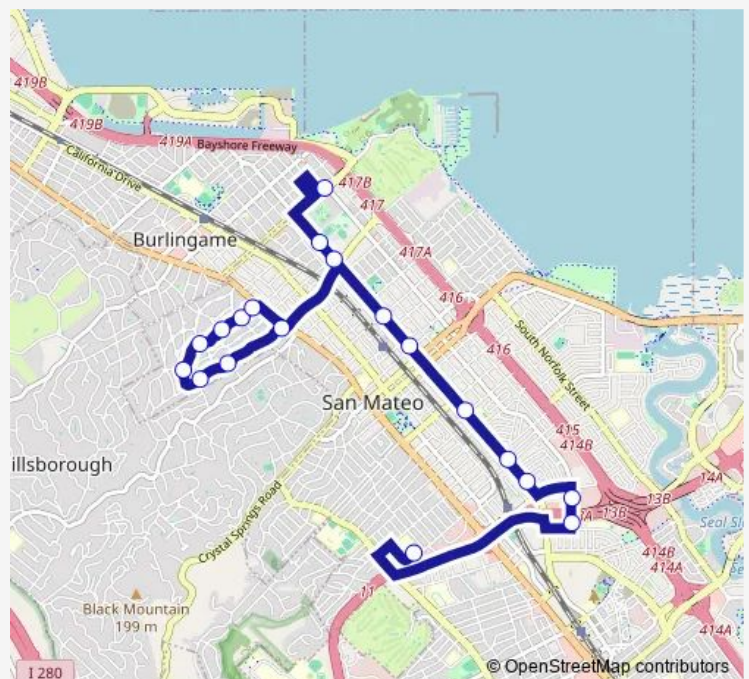 419B
419B
419A
Bayshore Freeway
California Drive
417B
417
Burlingame
417A
416
South Norfolk Street
416
San Mateo
415
414B
illsborough
14A
13B
13B
Seal Sl
Crystal Springs Road
414B
414A
11
Black Mountain
199 m
414A
I 280
© OpenStreetMap contributors